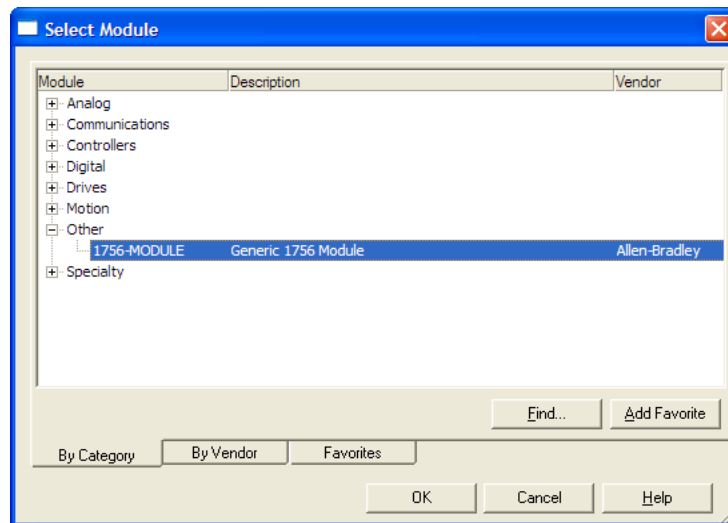 Select Module
Module Description Vendor
Analog
Communications
Controllers
Digital
Drives
Motion
Other
1756-MODULE Generic 1756 Module Allen-Bradley
Specialty
Find... Add Favorite
By Category By Vendor Favorites
OK Cancel Help